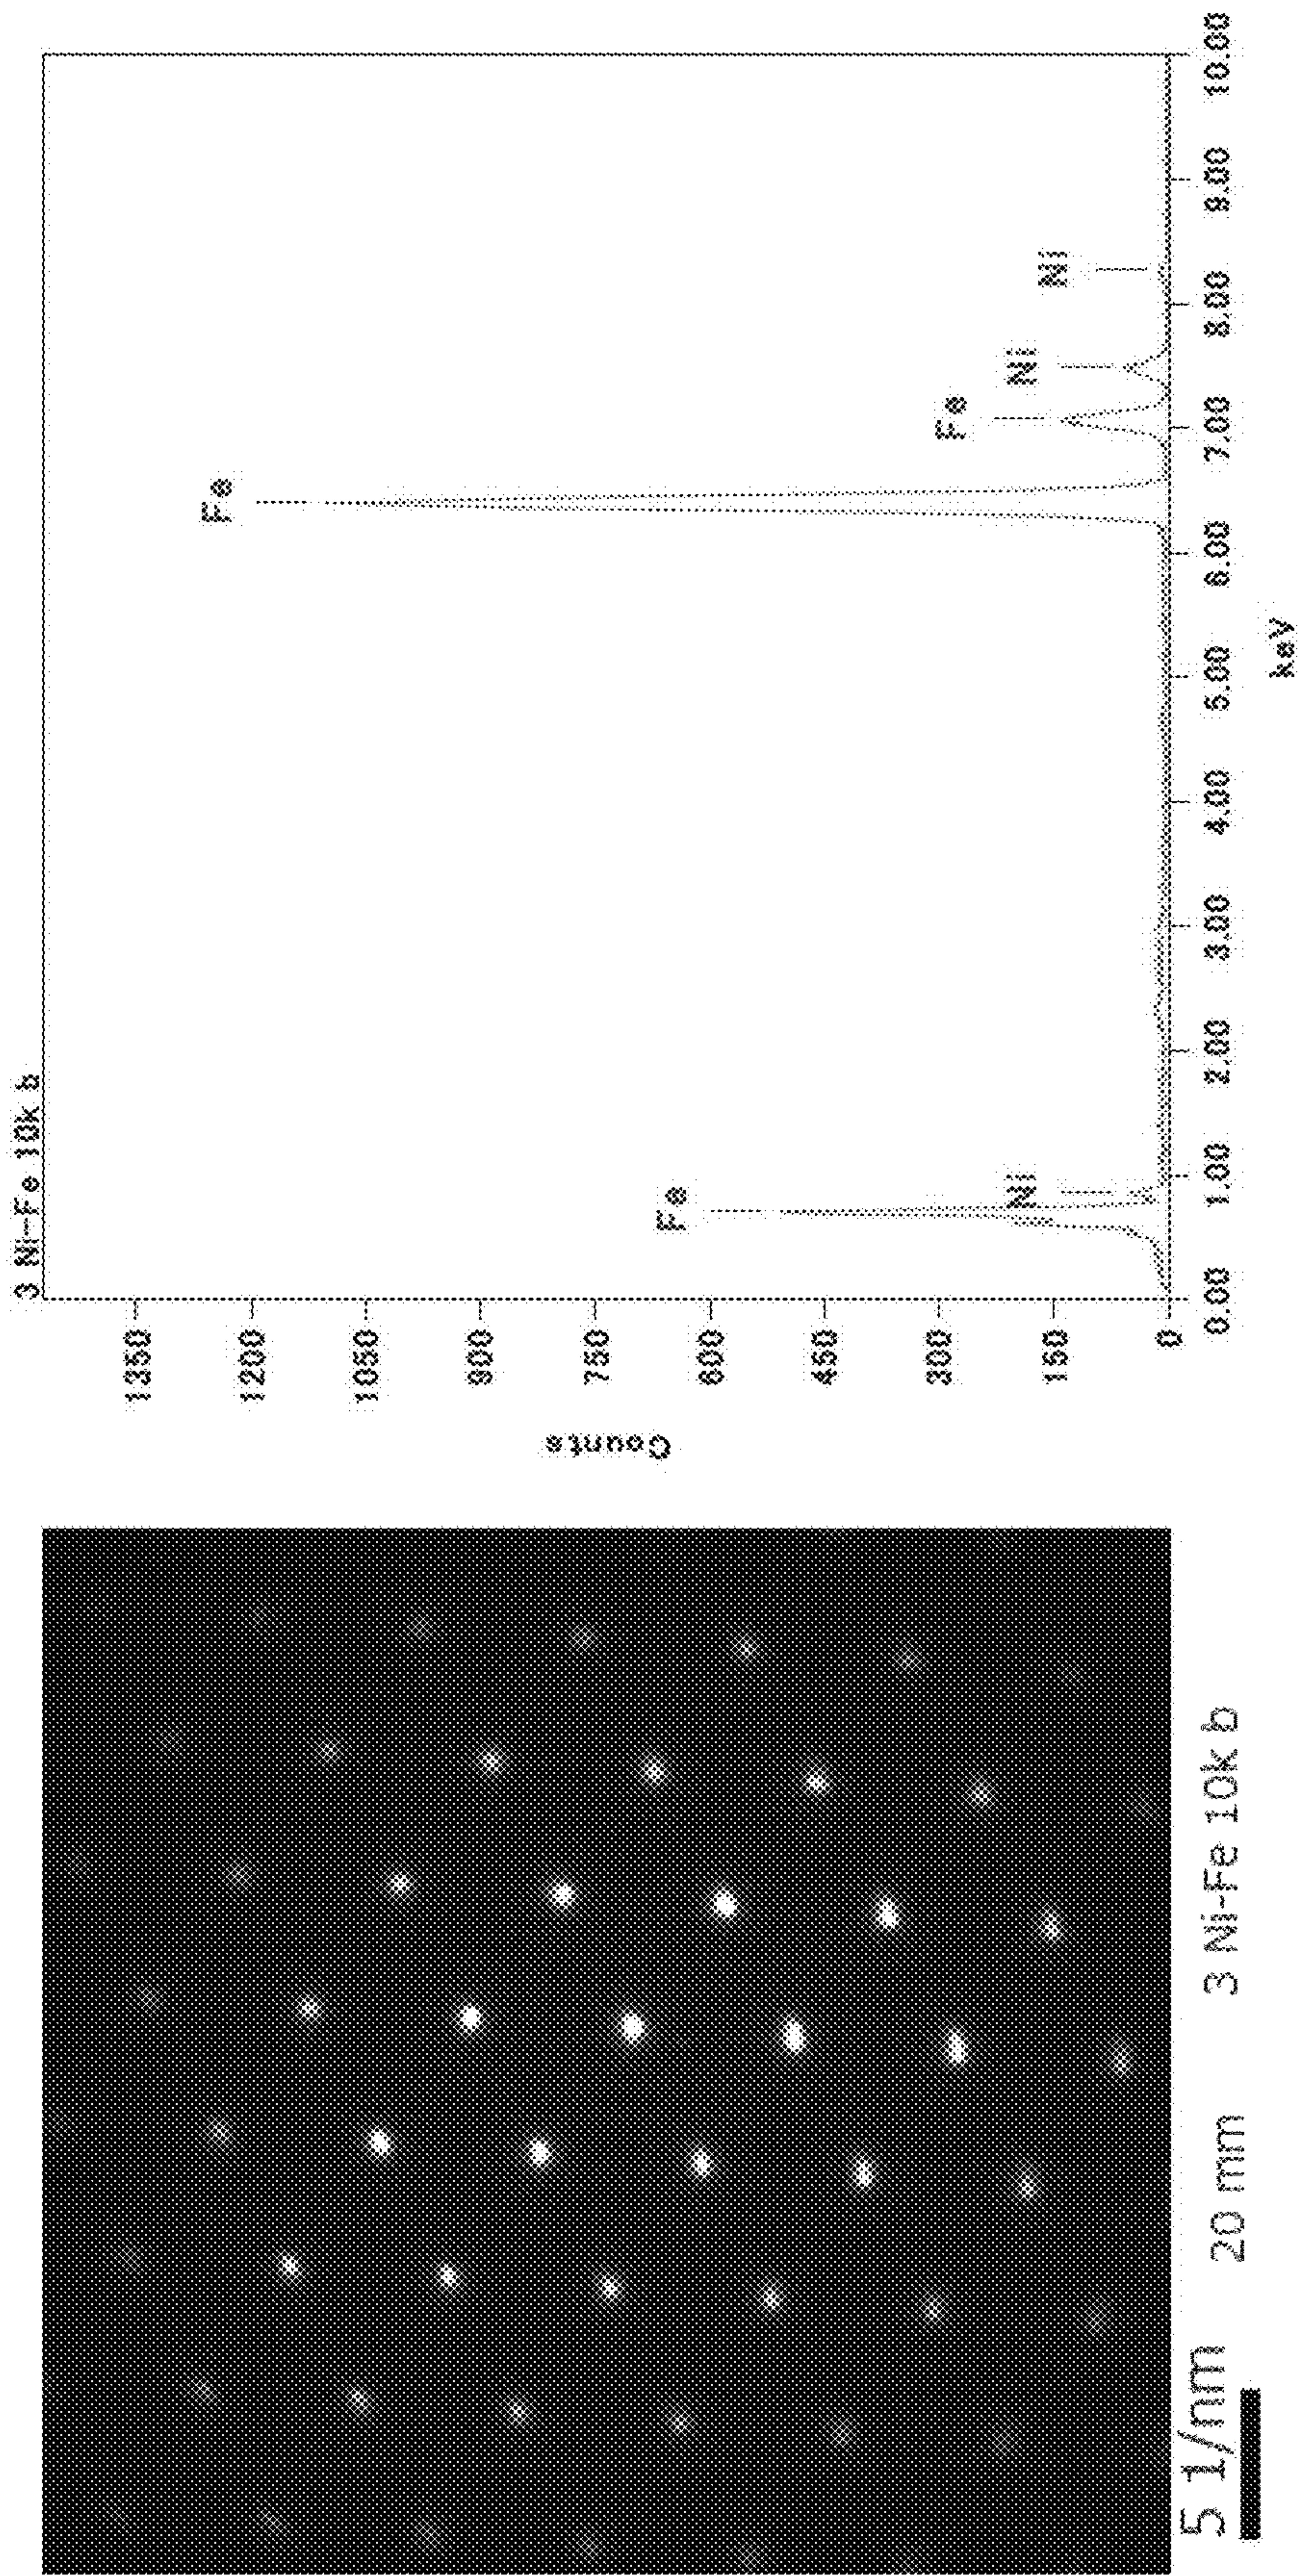 5 1/nm
20 mm
3 Ni-Fe 10k b
3 Ni-Fe 10k b
Counts
1350
1200
1050
900
750
600
450
300
150
0
Fe
Ni
Fe
Fe
Ni
Ni
0.00 1.00 2.00 3.00 4.00 5.00 6.00 7.00 8.00 9.00 10.00
keV